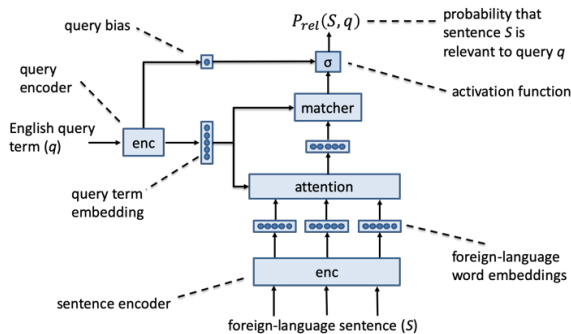 P_rel(S,q)
probability that
sentence S is
relevant to query q
query bias
σ
activation function
query
encoder
matcher
English query
term (q)
enc
query term
embedding
attention
foreign-language
word embeddings
enc
sentence encoder
foreign-language sentence (S)